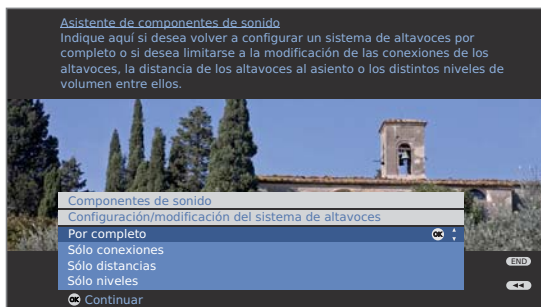 Asistente de componentes de sonido
Indique aquí si desea volver a configurar un sistema de altavoces por
completo o si desea limitarse a la modificación de las conexiones de los
altavoces, la distancia de los altavoces al asiento o los distintos niveles de
volumen entre ellos.
Componentes de sonido
Configuración/modificación del sistema de altavoces
Por completo OK
Sólo conexiones
Sólo distancias
Sólo niveles
END
OK Continuar